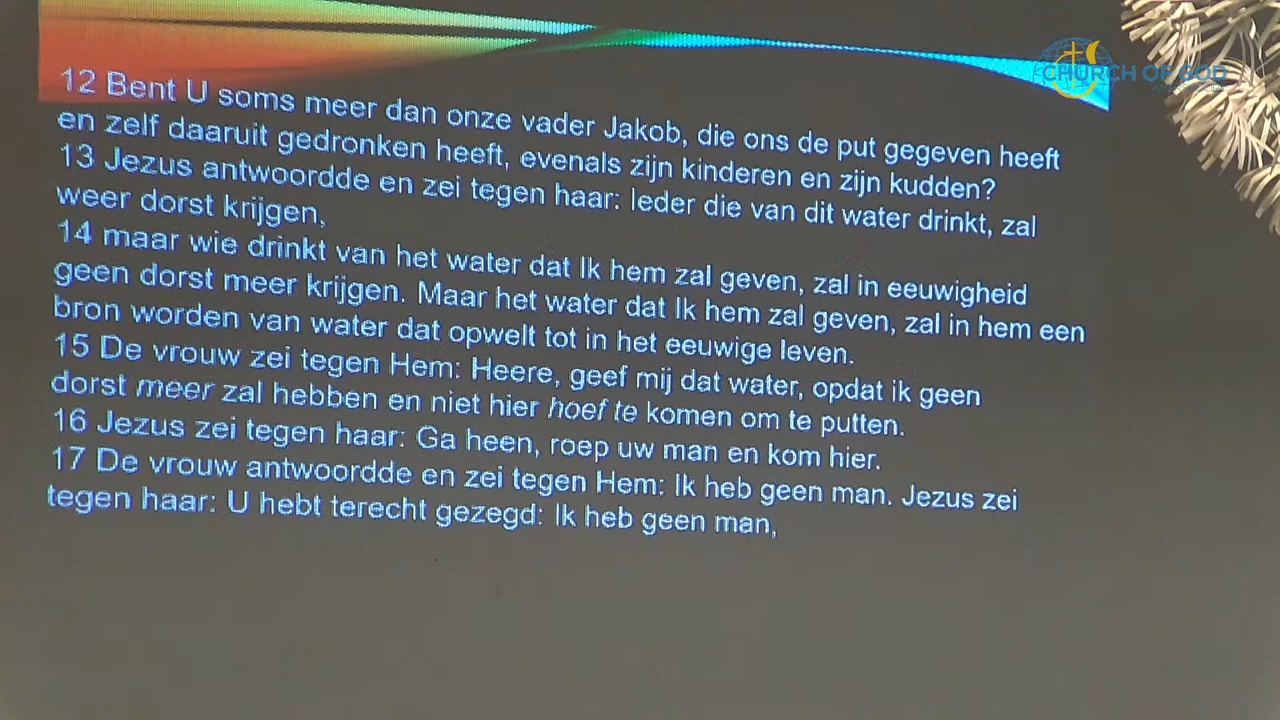 12 Bent U soms meer dan onze vader Jakob, die ons de put gegeven heeft
en zelf daaruit gedronken heeft, evenals zijn kinderen en zijn kudden?
13 Jezus antwoordde en zei tegen haar: Ieder die van dit water drinkt, zal
weer dorst krijgen,
14 maar wie drinkt van het water dat Ik hem zal geven, zal in eeuwigheid
geen dorst meer krijgen. Maar het water dat Ik hem zal geven, zal in hem een
bron worden van water dat opwelt tot in het eeuwige leven.
15 De vrouw zei tegen Hem: Heere, geef mij dat water, opdat ik geen
dorst meer zal hebben en niet hier hoef te komen om te putten.
16 Jezus zei tegen haar: Ga heen, roep uw man en kom hier.
17 De vrouw antwoordde en zei tegen Hem: Ik heb geen man. Jezus zei
tegen haar: U hebt terecht gezegd: Ik heb geen man,
CHURCH OF GOD